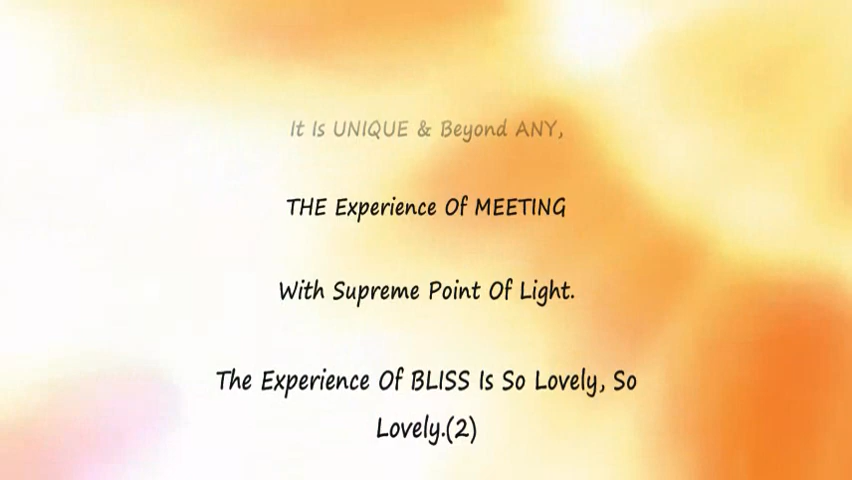 It Is UNIQUE & Beyond ANY,
THE Experience Of MEETING
With Supreme Point Of Light.
The Experience Of BLISS Is So Lovely, So
Lovely.(2)